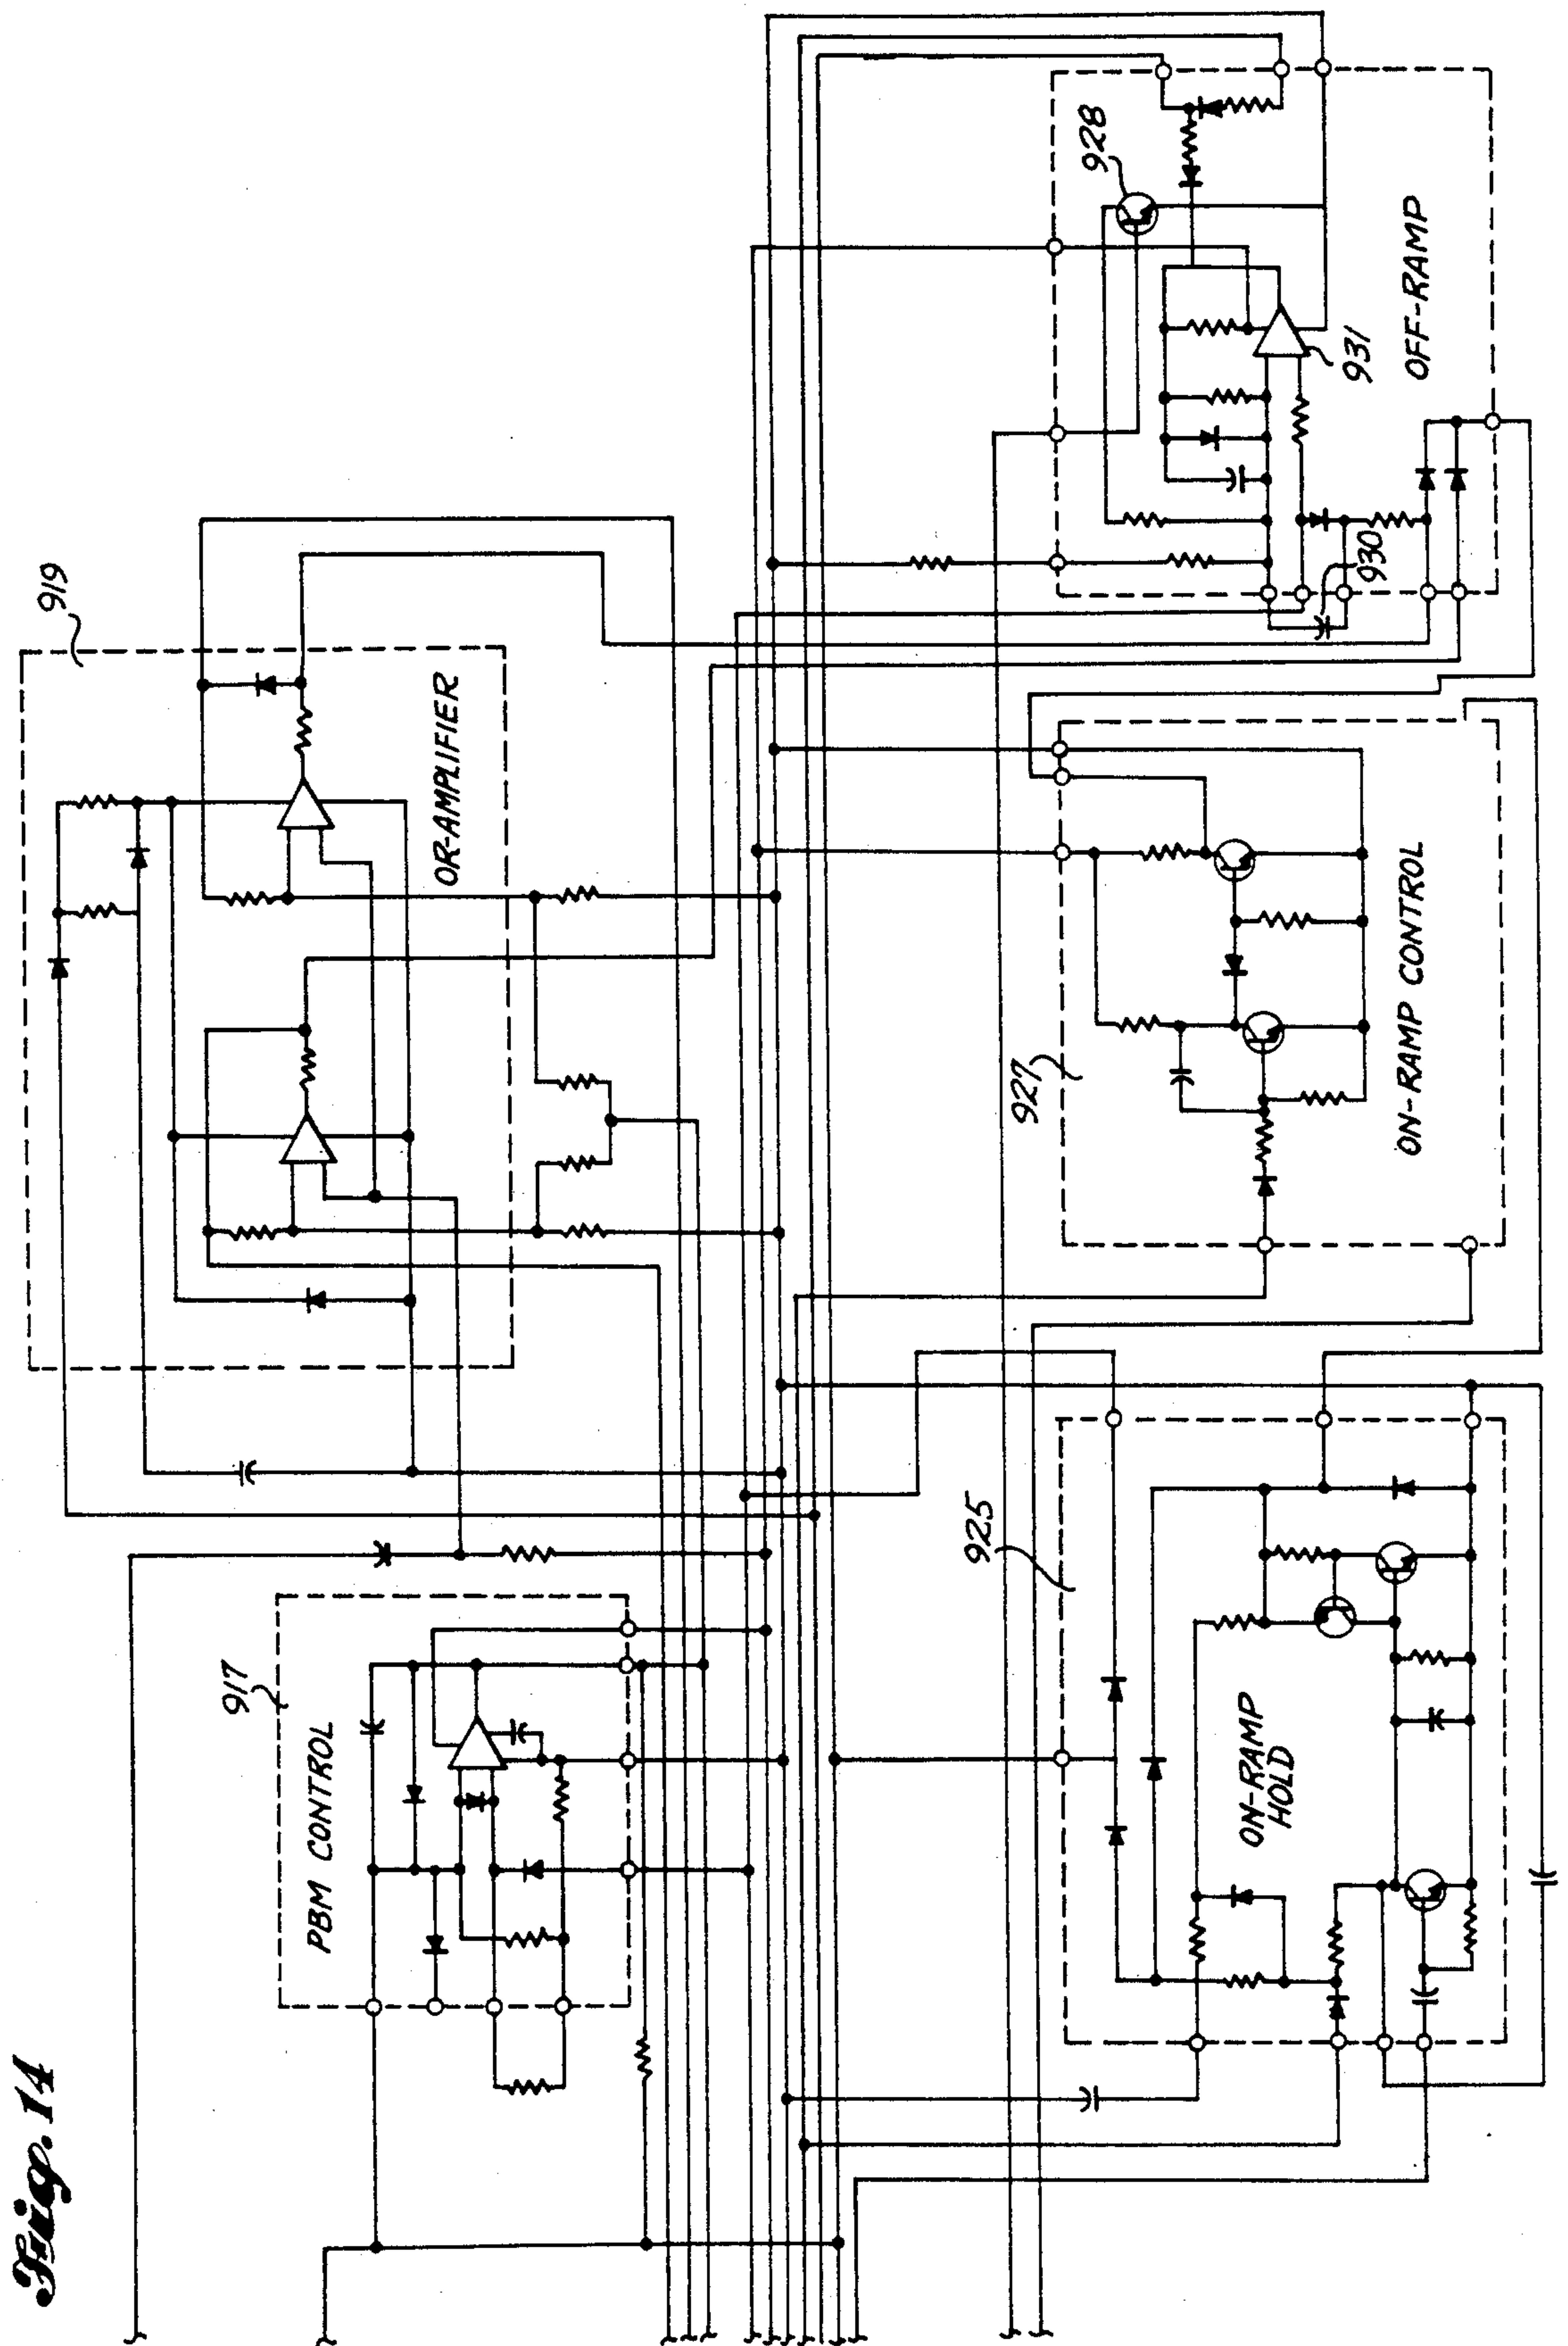 Fig. 14
917
PBM CONTROL
919
OR-AMPLIFIER
925
ON-RAMP
HOLD
927
ON-RAMP CONTROL
928
930
931
OFF-RAMP